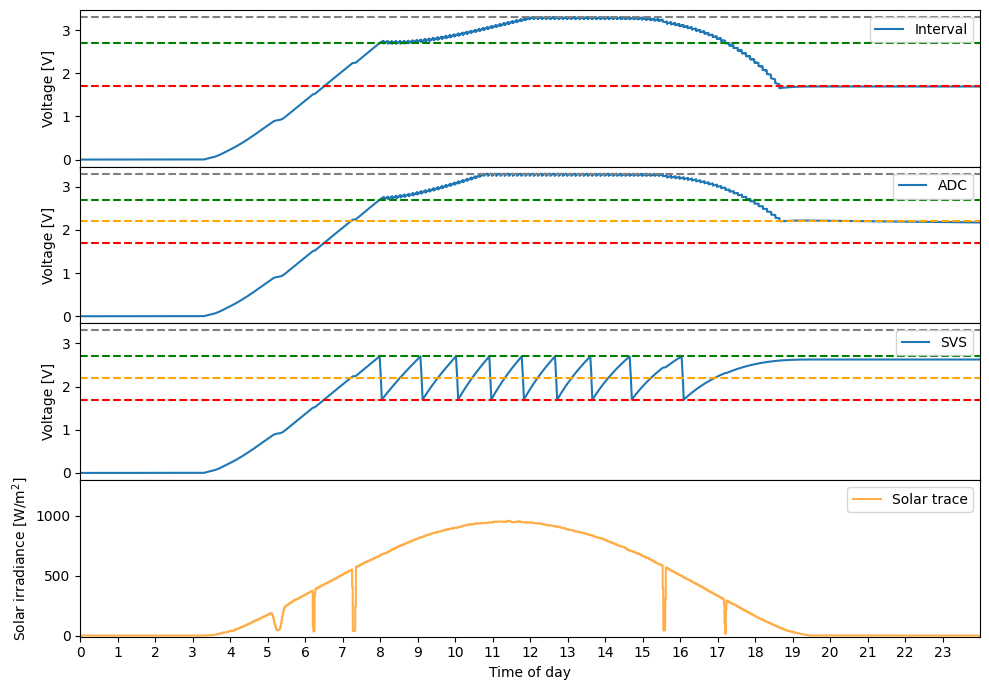 Voltage [V]
3
2
1
0
Interval
Voltage [V]
3
2
1
0
ADC
Voltage [V]
3
2
1
0
SVS
Solar irradiance [W/m²]
1000
500
0
Solar trace
0 1 2 3 4 5 6 7 8 9 10 11 12 13 14 15 16 17 18 19 20 21 22 23
Time of day